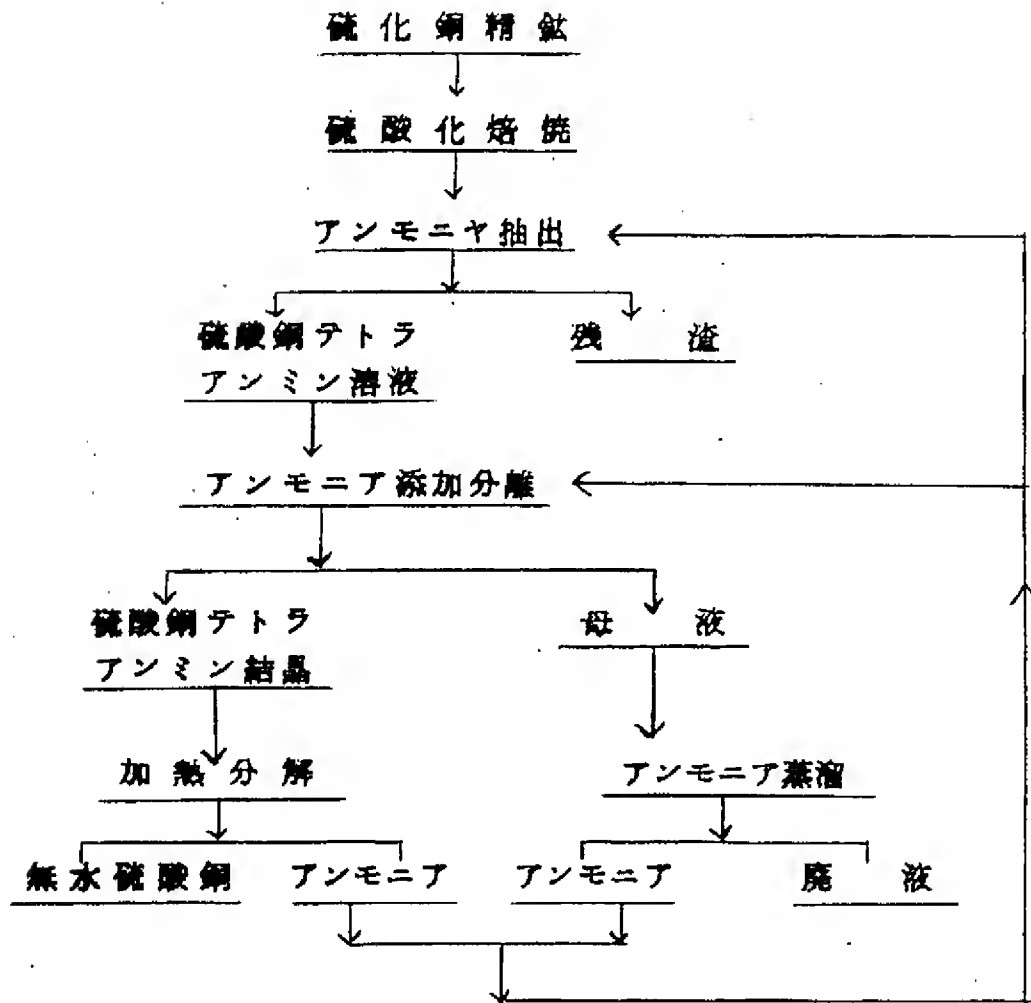 硫化銅精鉱
硫酸化焙焼
アンモニヤ抽出
硫酸銅テトラ
アンミン溶液
残渣
アンモニア添加分離
硫酸銅テトラ
アンミン結晶
母液
加熱分解
アンモニア蒸溜
無水硫酸銅
アンモニア
アンモニア
廃液